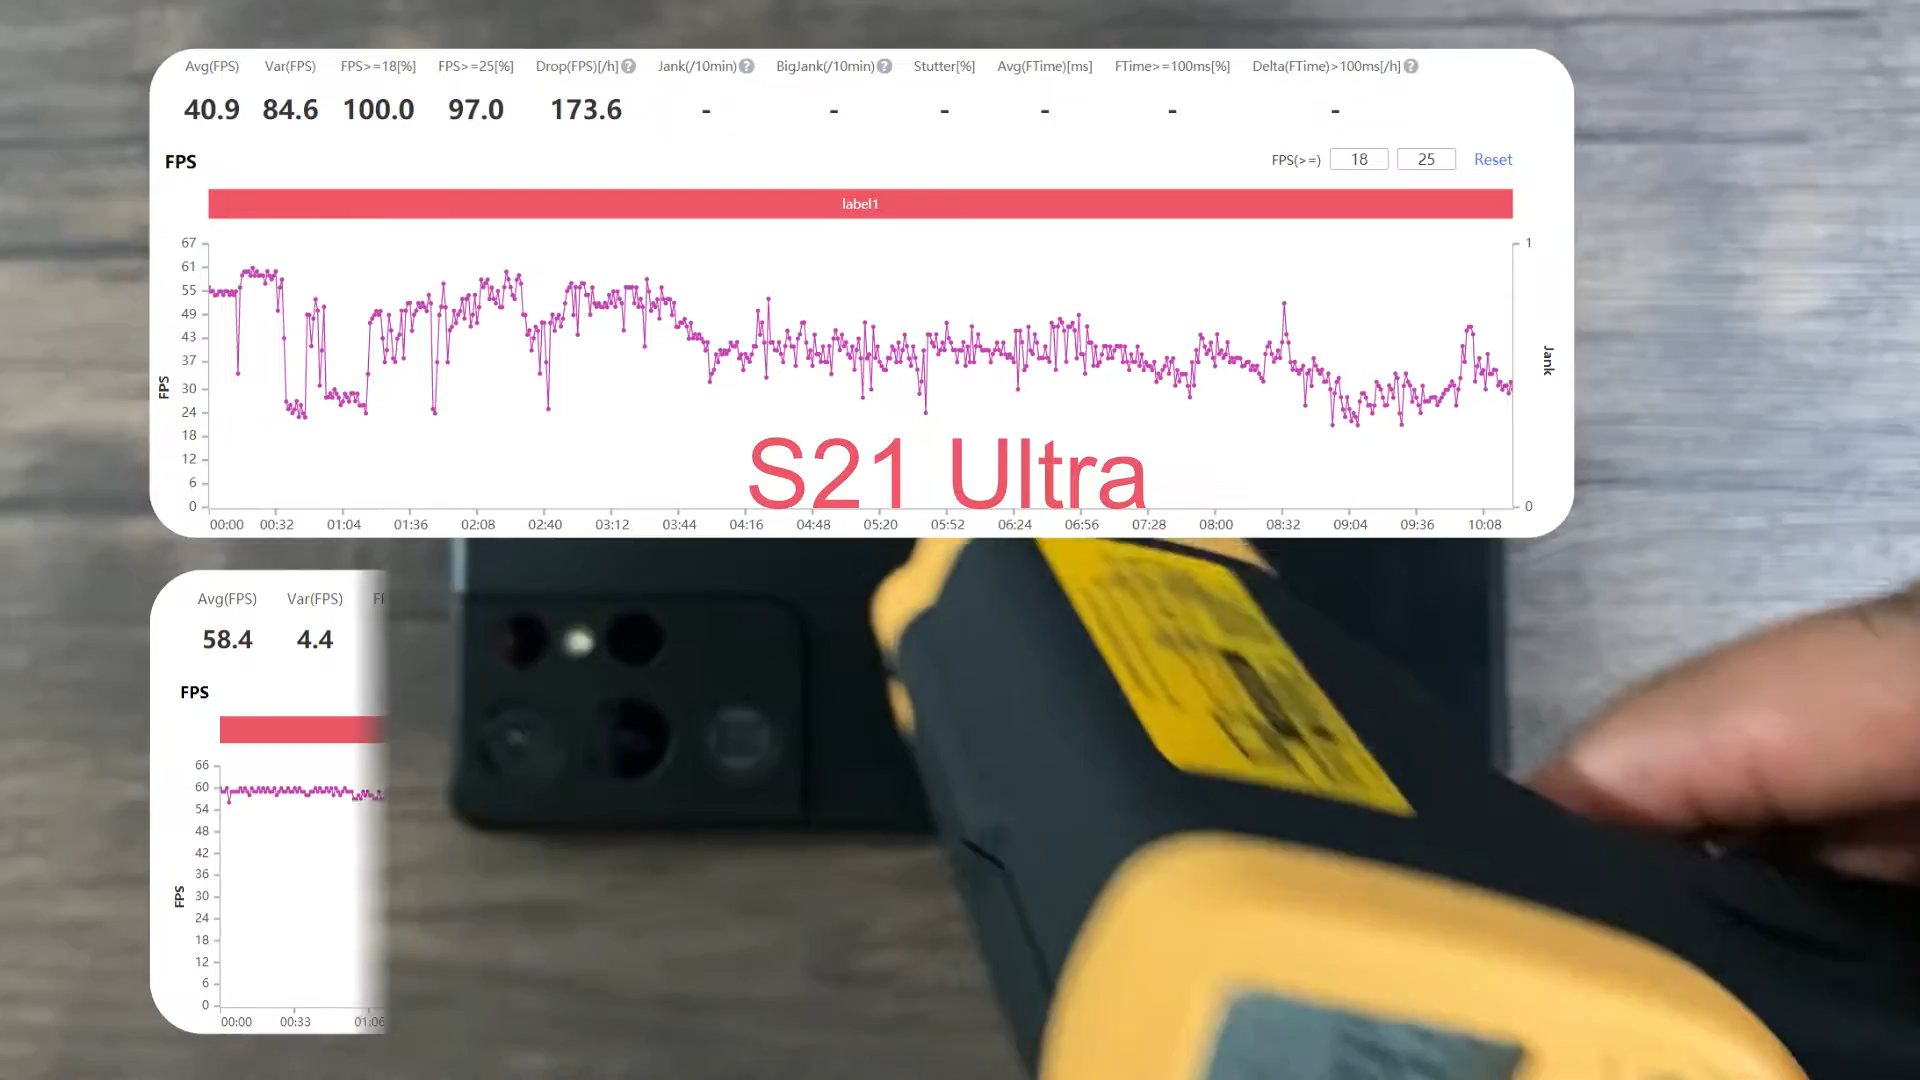 Avg(FPS) Var(FPS) FPS>=18[%] FPS>=25[%] Drop(FPS)[/h] Jank(/10min) BigJank(/10min) Stutter[%] Avg(FTime)[ms] FTime>=100ms[%] Delta(FTime)>100ms[/h]
40.9 84.6 100.0 97.0 173.6 - - - - - -
FPS
FPS(>=) 18 25 Reset
label1
67
61
55
49
43
37
30
24
18
12
6
0
FPS
1
0
Jank
S21 Ultra
00:00 00:32 01:04 01:36 02:08 02:40 03:12 03:44 04:16 04:48 05:20 05:52 06:24 06:56 07:28 08:00 08:32 09:04 09:36 10:08
Avg(FPS) Var(FPS)
58.4 4.4
FPS
66
60
54
48
42
36
30
24
18
12
6
0
FPS
00:00 00:33 01:06